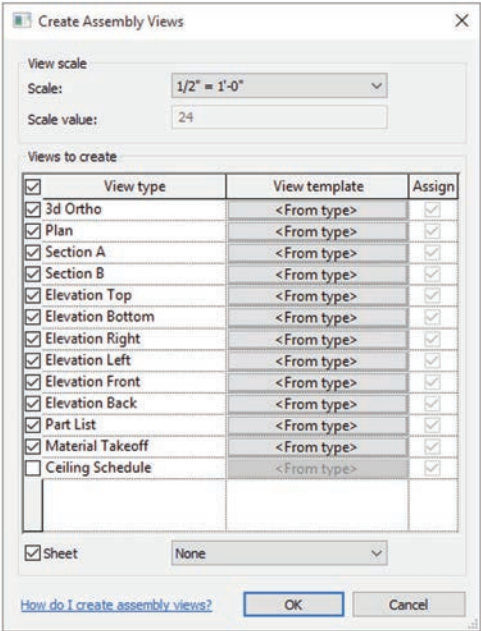 Create Assembly Views
View scale
Scale: 1/2" = 1'-0"
Scale value: 24
Views to create
View type View template Assign
3d Ortho <From type>
Plan <From type>
Section A <From type>
Section B <From type>
Elevation Top <From type>
Elevation Bottom <From type>
Elevation Right <From type>
Elevation Left <From type>
Elevation Front <From type>
Elevation Back <From type>
Part List <From type>
Material Takeoff <From type>
Ceiling Schedule <From type>
Sheet None
How do I create assembly views? OK Cancel